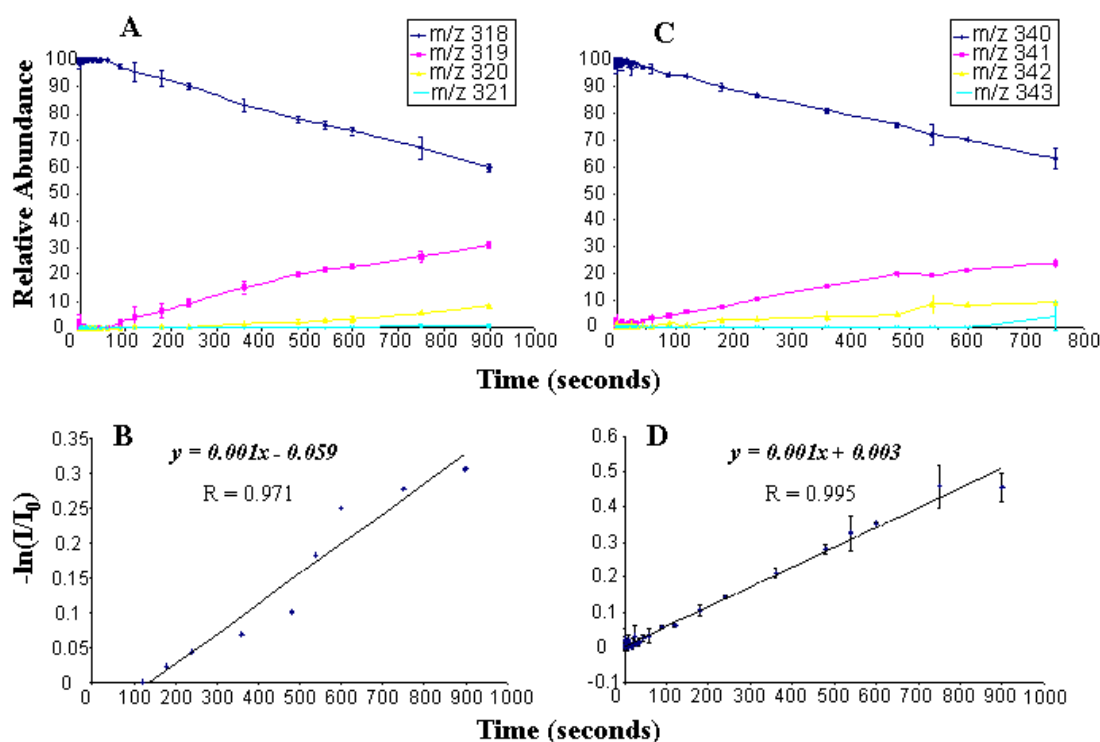 A
m/z 318
m/z 319
m/z 320
m/z 321
C
m/z 340
m/z 341
m/z 342
m/z 343
Relative Abundance
100
90
80
70
60
50
40
30
20
10
0
0 100 200 300 400 500 600 700 800 900 1000
100
90
80
70
60
50
40
30
20
10
0
0 100 200 300 400 500 600 700 800
Time (seconds)
B
y = 0.001x - 0.059
R = 0.971
D
y = 0.001x + 0.003
R = 0.995
-ln(I/I0)
0.35
0.3
0.25
0.2
0.15
0.1
0.05
0
0 100 200 300 400 500 600 700 800 900 1000
0.6
0.5
0.4
0.3
0.2
0.1
0
-0.1
0 100 200 300 400 500 600 700 800 900 1000
Time (seconds)